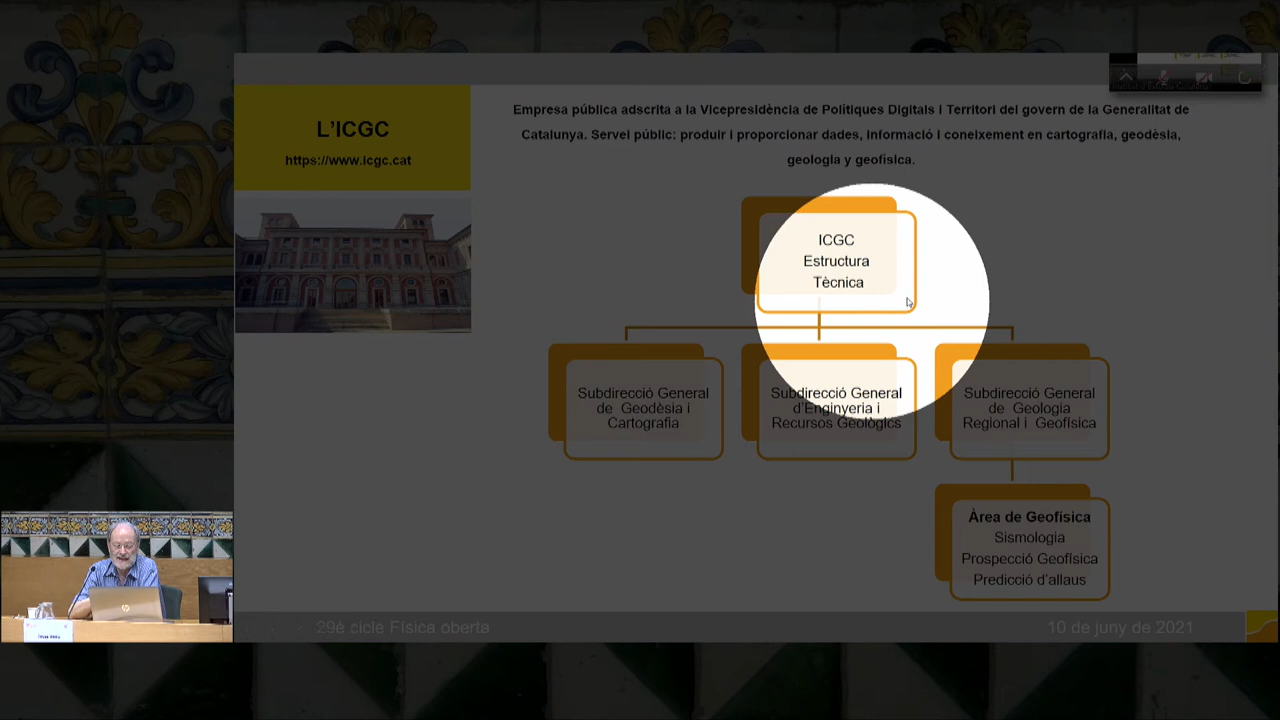 L'ICGC
https://www.icgc.cat
Empresa pública adscrita a la Vicepresidència de Polítiques Digitals i Territori del govern de la Generalitat de
Catalunya. Servei públic: produir i proporcionar dades, informació i coneixement en cartografia, geodèsia,
geologia y geofísica.
ICGC
Estructura
Tècnica
Subdirecció General
de Geodèsia i
Cartografia
Subdirecció General
d'Enginyeria i
Recursos Geològics
Subdirecció General
de Geologia
Regional i Geofísica
Àrea de Geofísica
Sismologia
Prospecció Geofísica
Predicció d'allaus
hp
29è cicle Física oberta
10 de juny de 2021